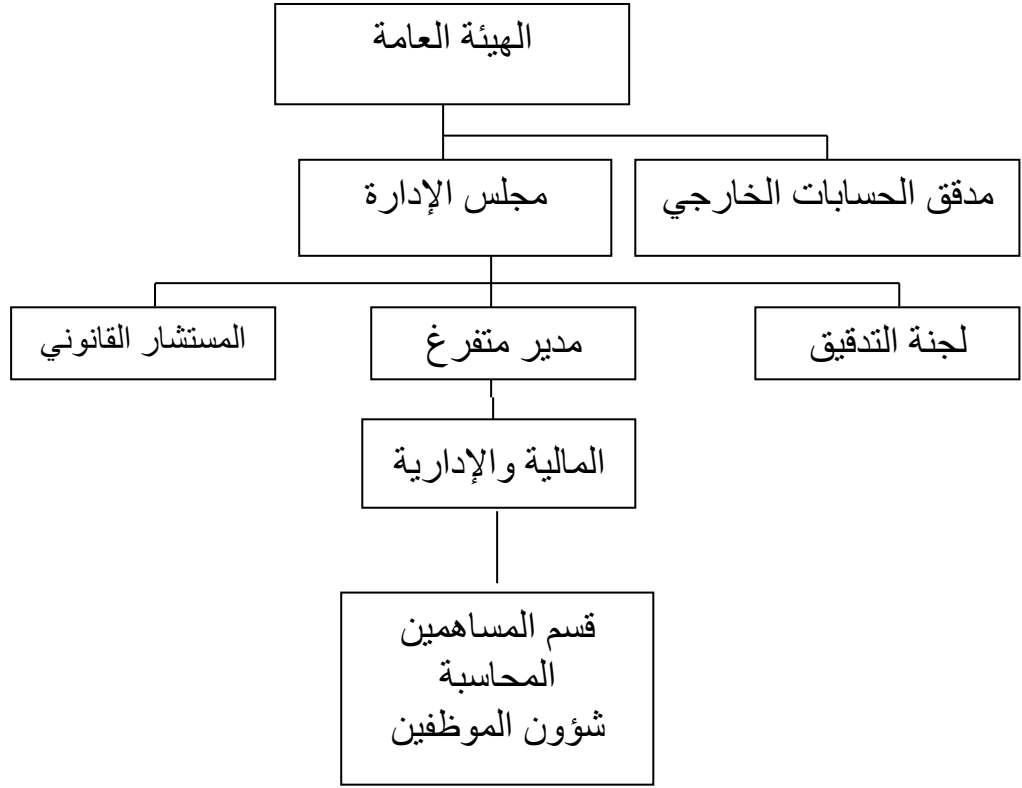 الهيئة العامة
مدقق الحسابات الخارجي
مجلس الإدارة
لجنة التدقيق
مدير متفرغ
المستشار القانوني
المالية والإدارية
قسم المساهمين
المحاسبة
شؤون الموظفين